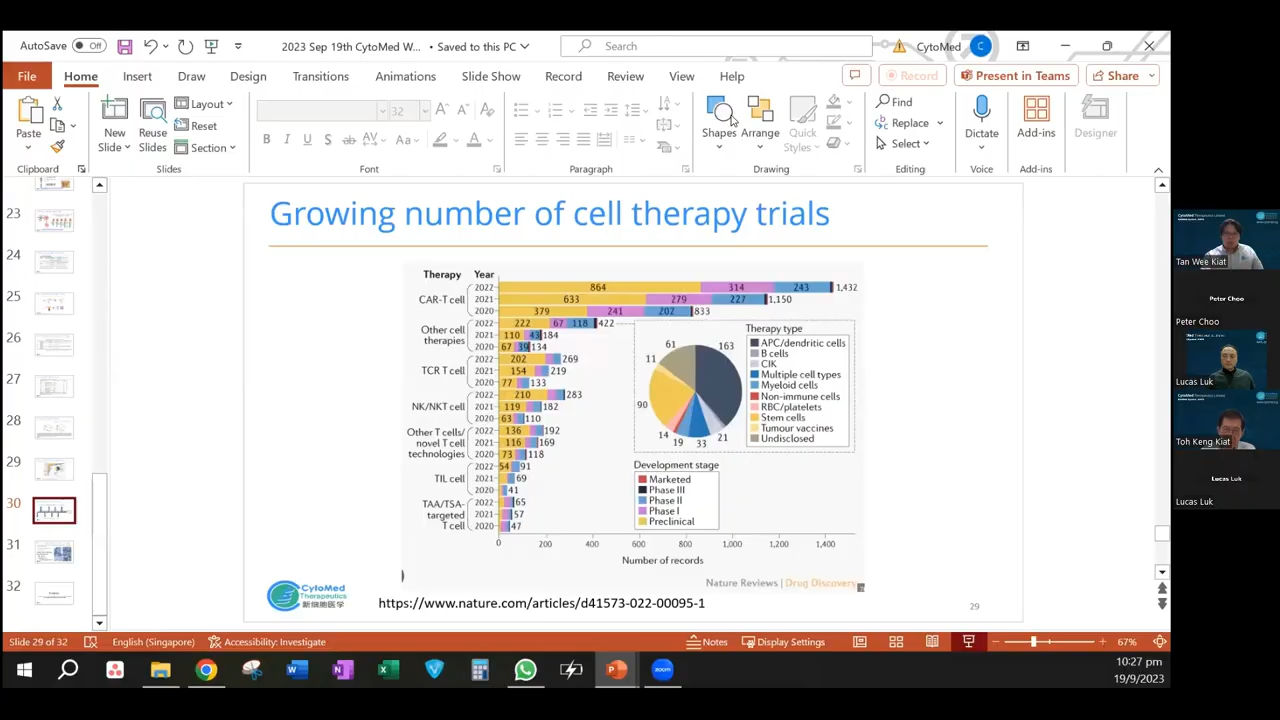 AutoSave Off 2023 Sep 19th CytoMed W... • Saved to this PC Search CytoMed C
File Home Insert Draw Design Transitions Animations Slide Show Record Review View Help Record Present in Teams Share
Paste New Slide Reuse Slides Layout Reset Section 32 Shapes Arrange Quick Styles Find Replace Select Dictate Add-ins Designer
Clipboard Slides Font Paragraph Drawing Editing Voice Add-ins
23
24
25
26
27
28
29
30
31
32
Growing number of cell therapy trials
Therapy Year
CAR-T cell
2022 864 314 243 1,432
2021 633 279 227 1,150
2020 379 241 202 833
Other cell therapies
2022 222 67 118 422
2021 110 43 184
2020 67 39 134
TCR T cell
2022 202 269
2021 154 219
2020 77 133
NK/NKT cell
2022 210 283
2021 119 182
2020 63 110
Other T cells/
novel T cell
technologies
2022 136 192
2021 116 169
2020 73 118
TIL cell
2022 54 91
2021 69
2020 41
TAA/TSA-
targeted
T cell
2022 65
2021 57
2020 47
0 200 400 600 800 1,000 1,200 1,400
Number of records
61 163
11
90
14 19 33 21
Therapy type
APC/dendritic cells
B cells
CIK
Multiple cell types
Myeloid cells
Non-immune cells
RBC/platelets
Stem cells
Tumour vaccines
Undisclosed
Development stage
Marketed
Phase III
Phase II
Phase I
Preclinical
Nature Reviews | Drug Discovery
CytoMed
Therapeutics
新细胞医学
https://www.nature.com/articles/d41573-022-00095-1
29
Slide 29 of 32 English (Singapore) Accessibility: Investigate Notes Display Settings 67%
zoom
10:27 pm
19/9/2023
Tan Wee Kiat
Peter Choo
Peter Choo
Lucas Luk
Toh Keng Kiat
Lucas Luk
Lucas Luk